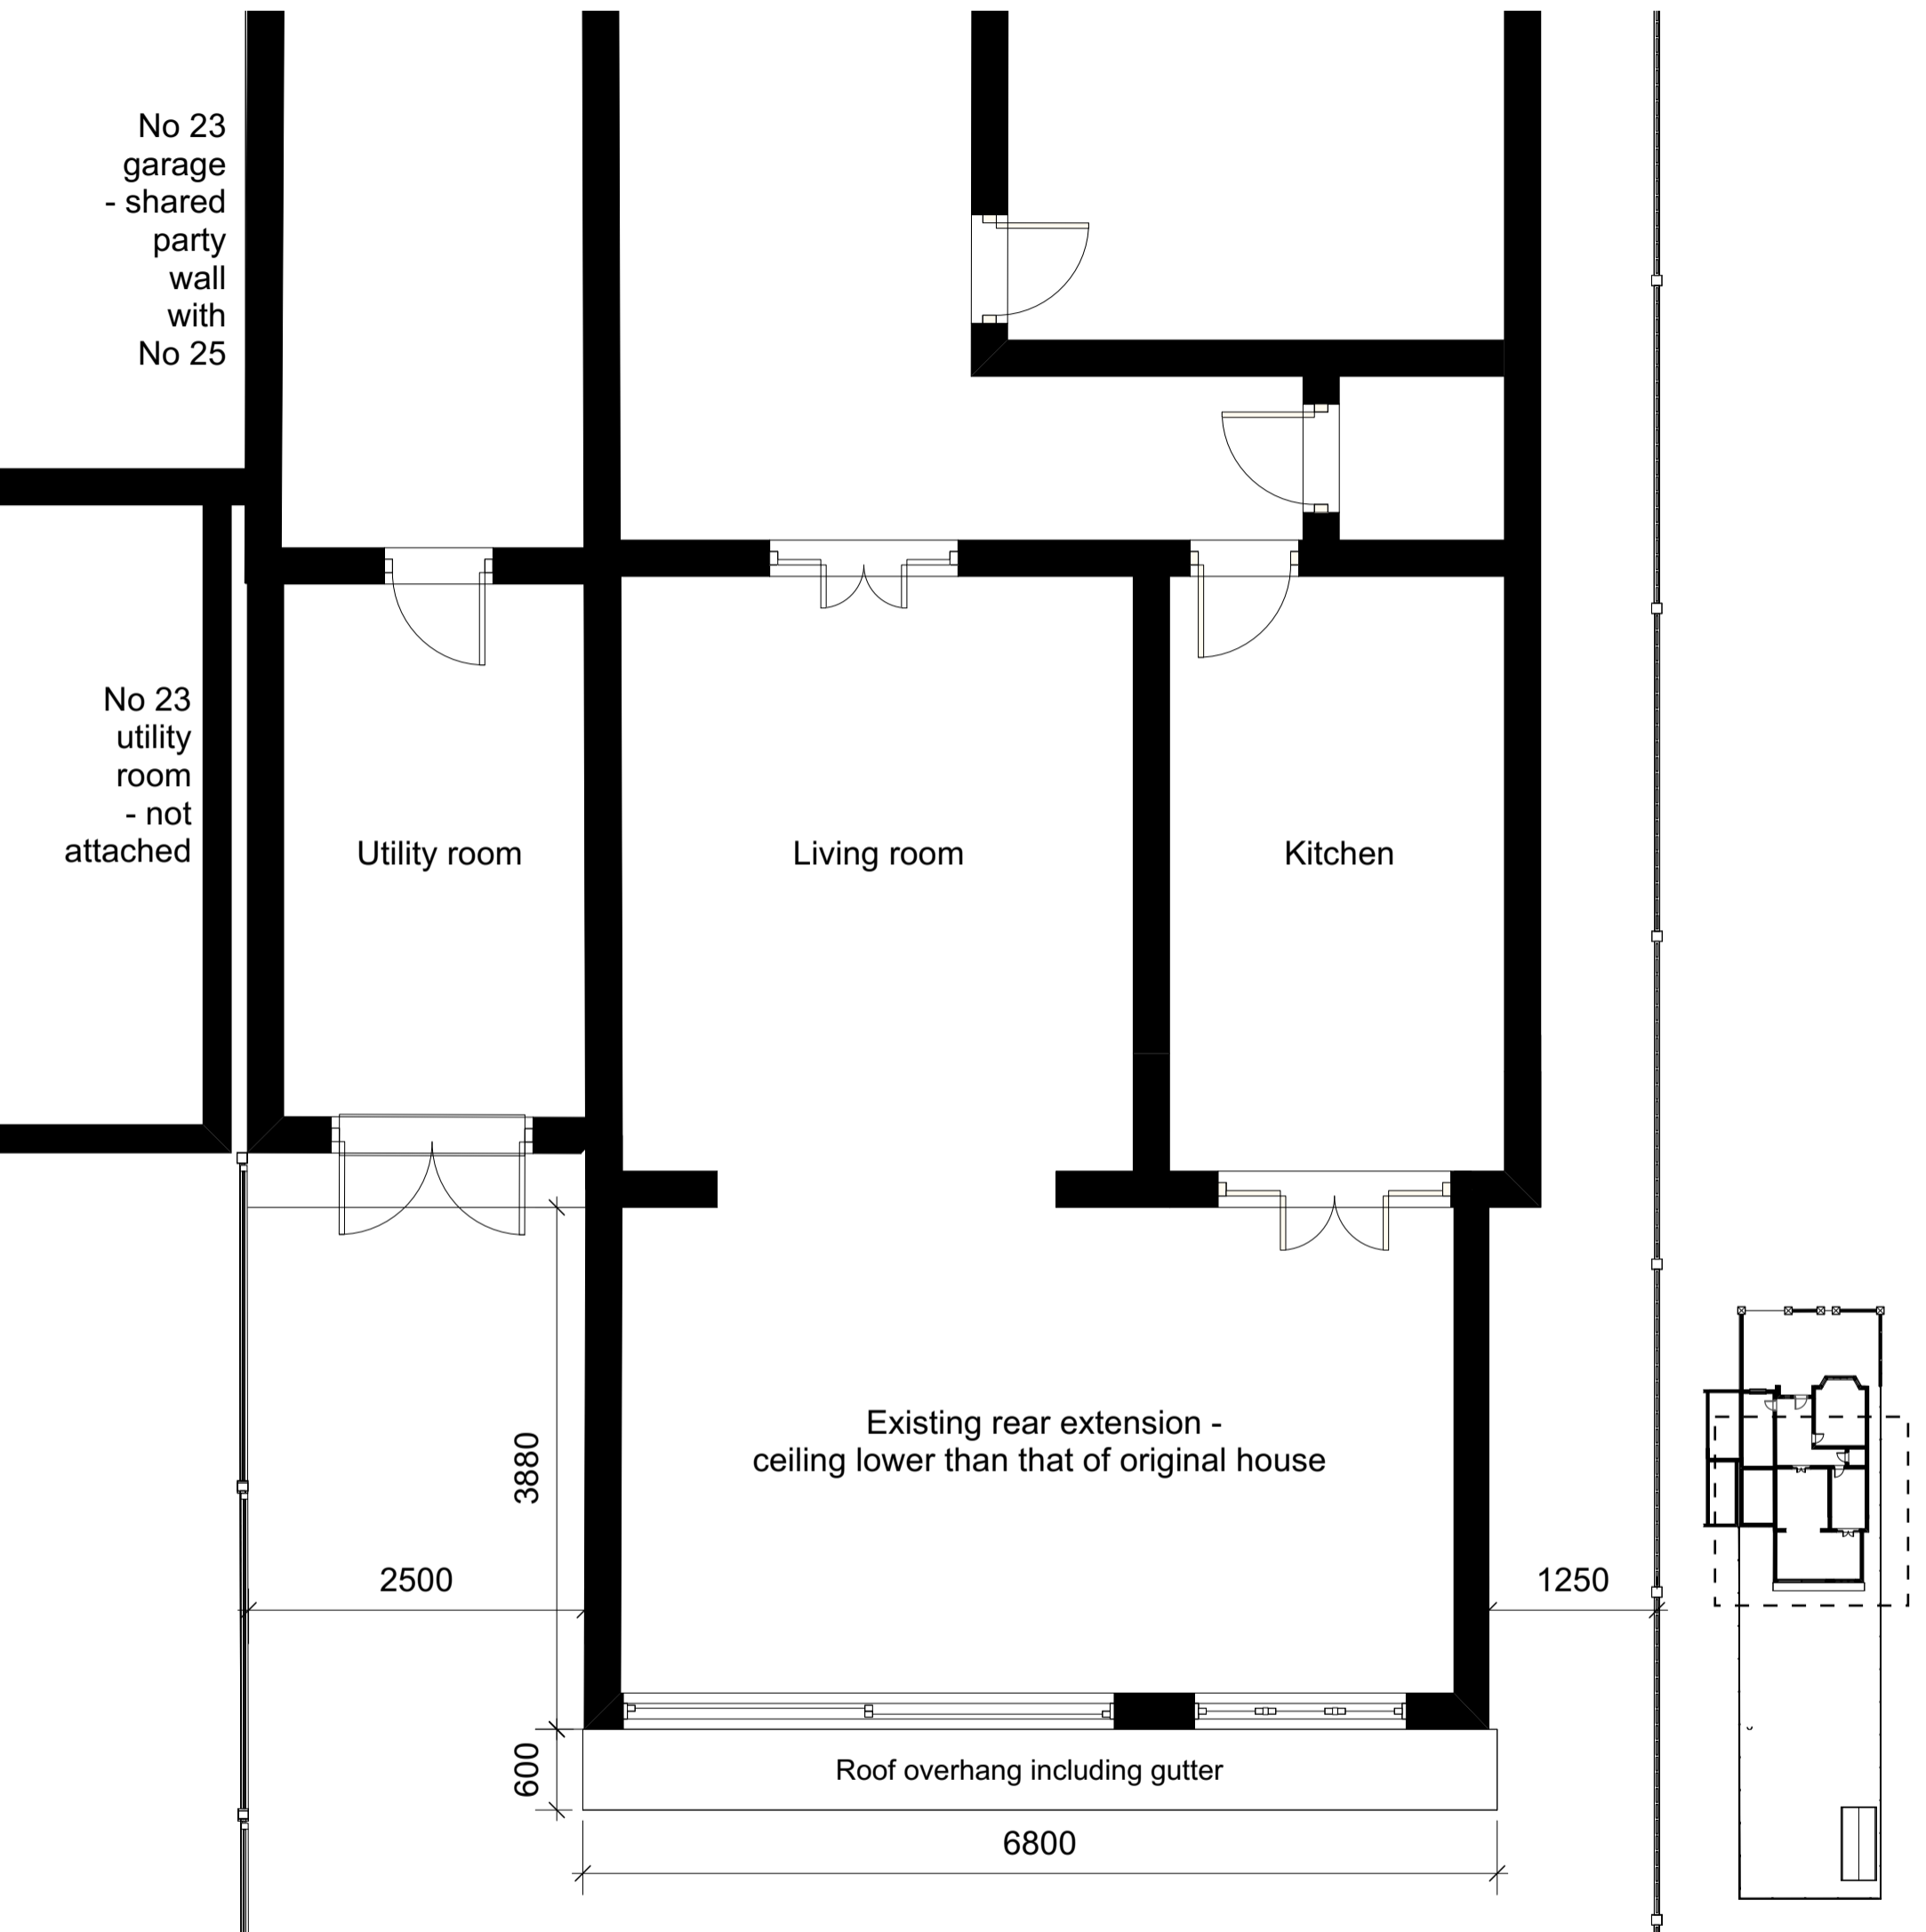 No 23
garage
- shared
party
wall
with
No 25
No 23
utility
room
- not
attached
Utility room
Living room
Kitchen
Existing rear extension -
ceiling lower than that of original house
3880
2500
1250
600
Roof overhang including gutter
6800